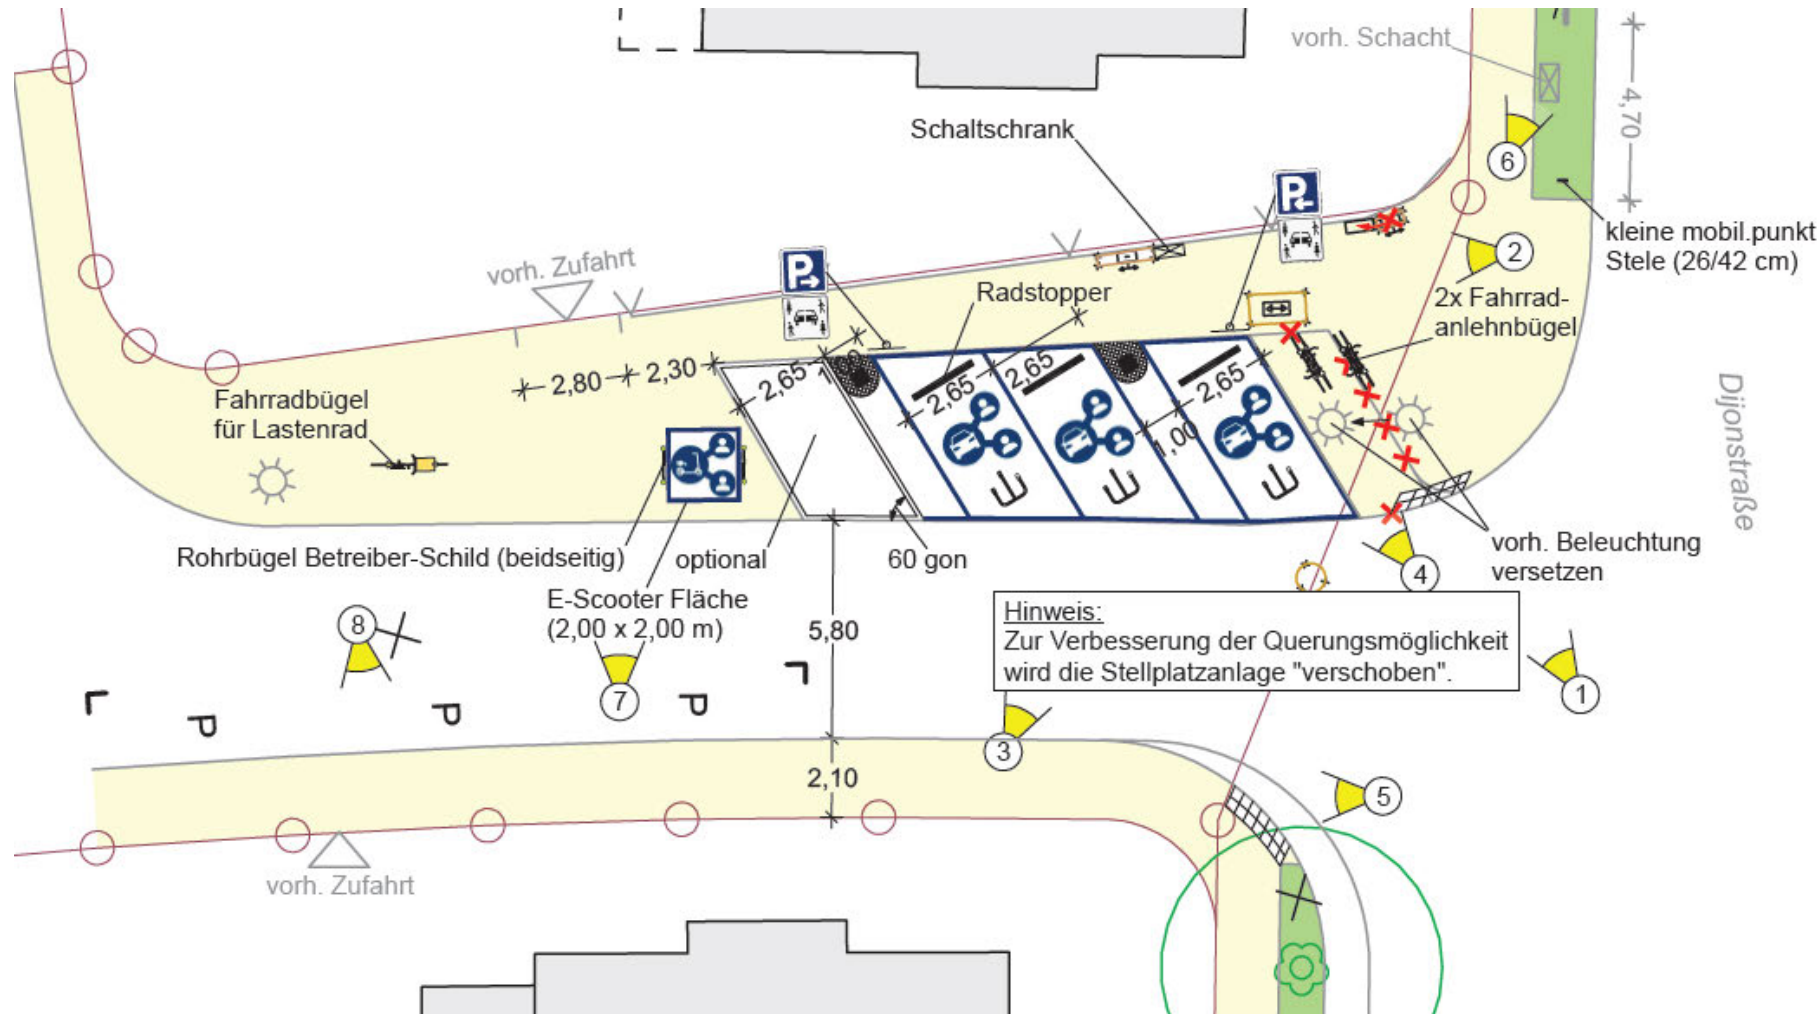 vorh. Schacht
4,70
Schaltschrank
6
P
kleine mobil.punkt
Stele (26/42 cm)
2
vorh. Zufahrt
P
Radstopper
2x Fahrrad-
anlehnbügel
2,80
2,30
2,65
2,65
2,65
2,65
1,00
Fahrradbügel
für Lastenrad
Dijonstraße
Rohrbügel Betreiber-Schild (beidseitig)
optional
60 gon
vorh. Beleuchtung
versetzen
4
E-Scooter Fläche
(2,00 x 2,00 m)
5,80
Hinweis:
Zur Verbesserung der Querungsmöglichkeit
wird die Stellplatzanlage "verschoben".
8
7
1
P
P
P
3
2,10
5
vorh. Zufahrt